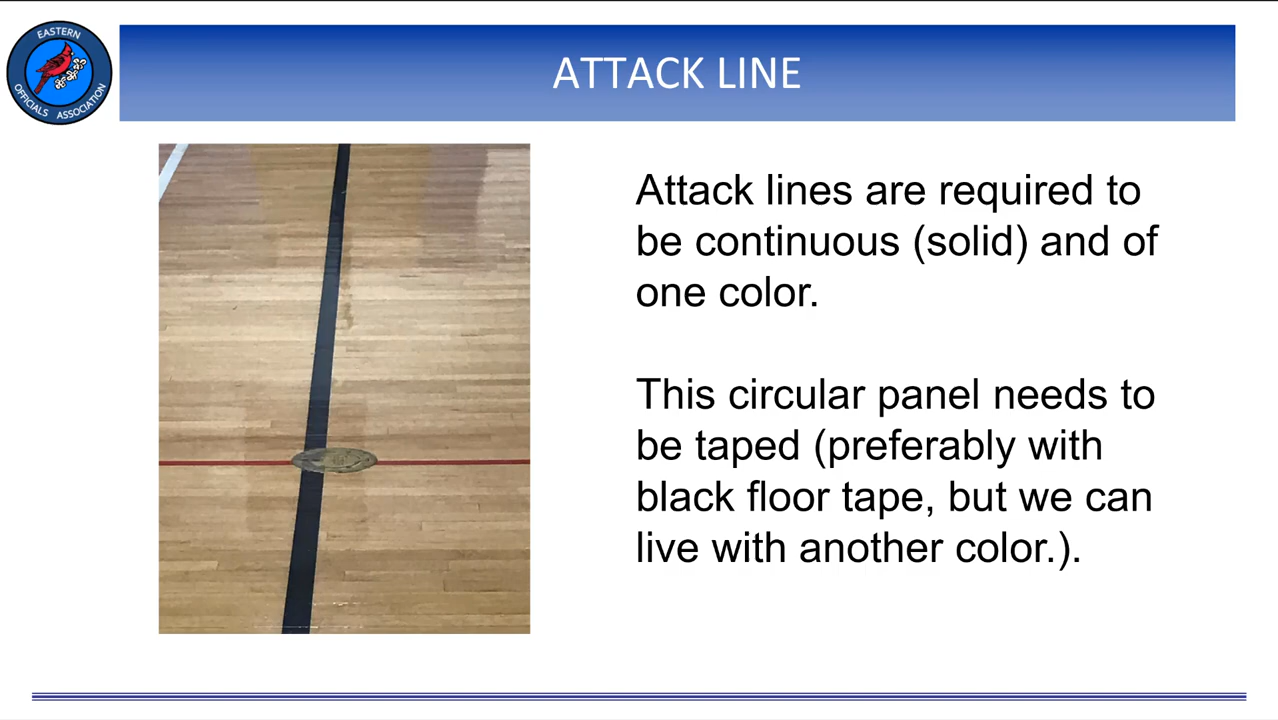 EASTERN
OFFICIALS ASSOCIATION
ATTACK LINE
Attack lines are required to
be continuous (solid) and of
one color.
This circular panel needs to
be taped (preferably with
black floor tape, but we can
live with another color.).